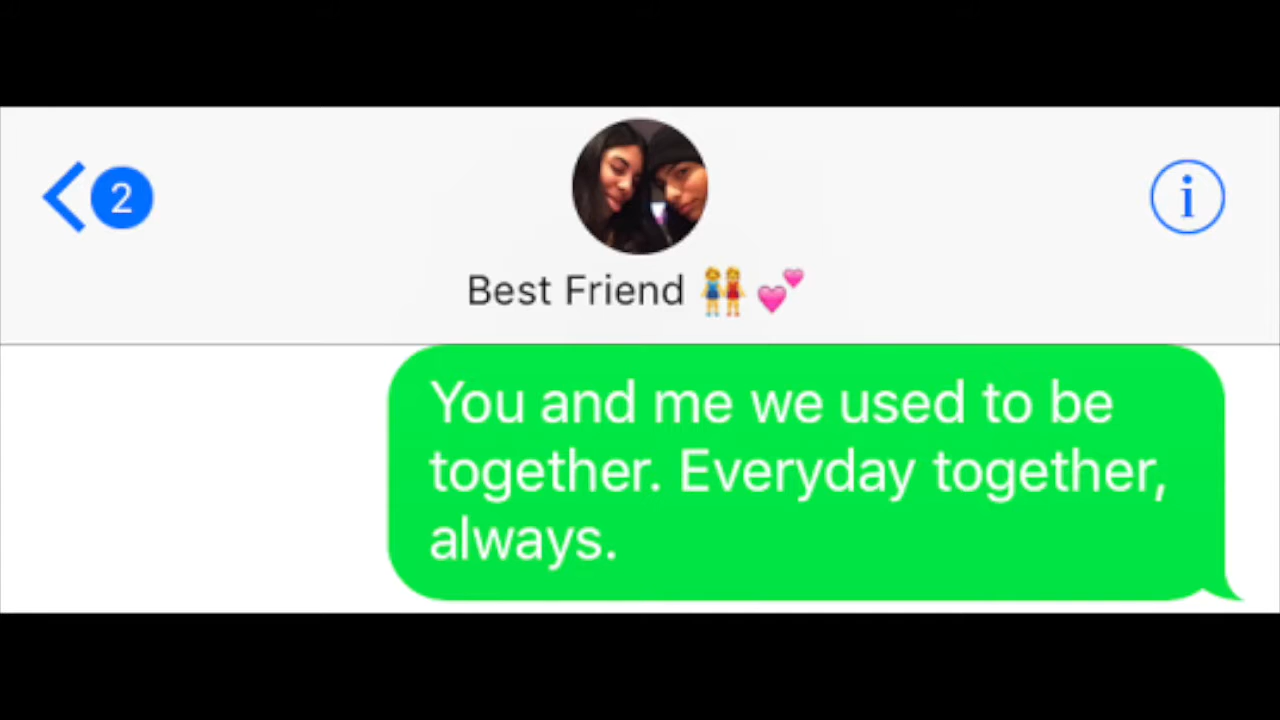 2
Best Friend 👭 💕
You and me we used to be
together. Everyday together,
always.